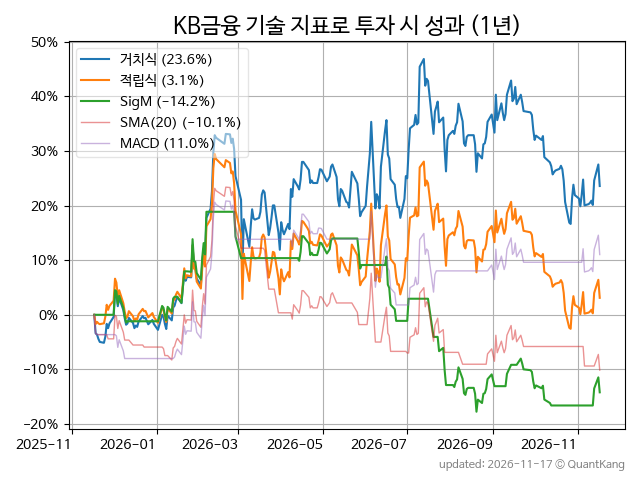 KB금융 기술 지표로 투자 시 성과 (1년)
50%
40%
30%
20%
10%
0%
−10%
−20%
거치식 (23.6%)
적립식 (3.1%)
SigM (−14.2%)
SMA(20) (−10.1%)
MACD (11.0%)
2025-11 2026-01 2026-03 2026-05 2026-07 2026-09 2026-11
updated: 2026-11-17 © QuantKang